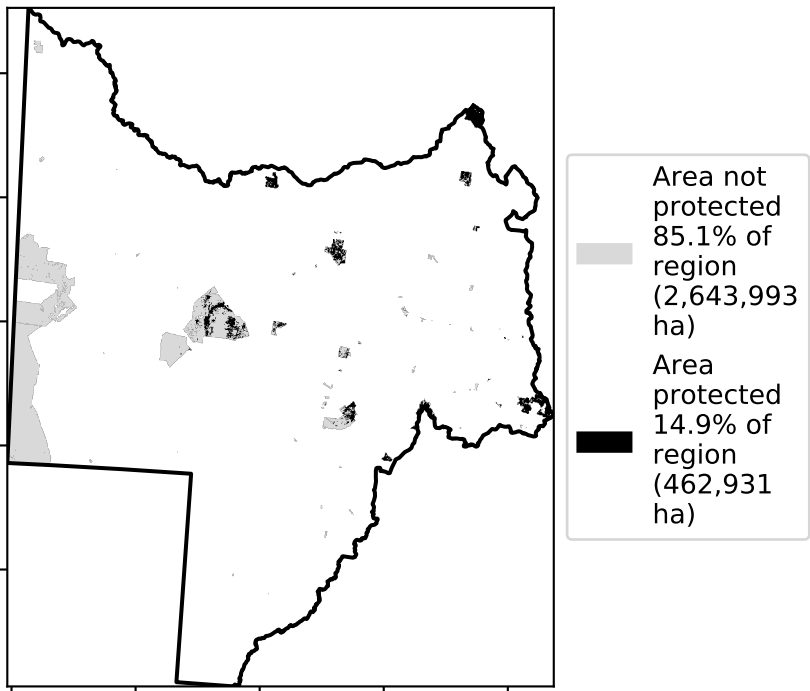 Area not
protected
85.1% of
region
(2,643,993
ha)
Area
protected
14.9% of
region
(462,931
ha)